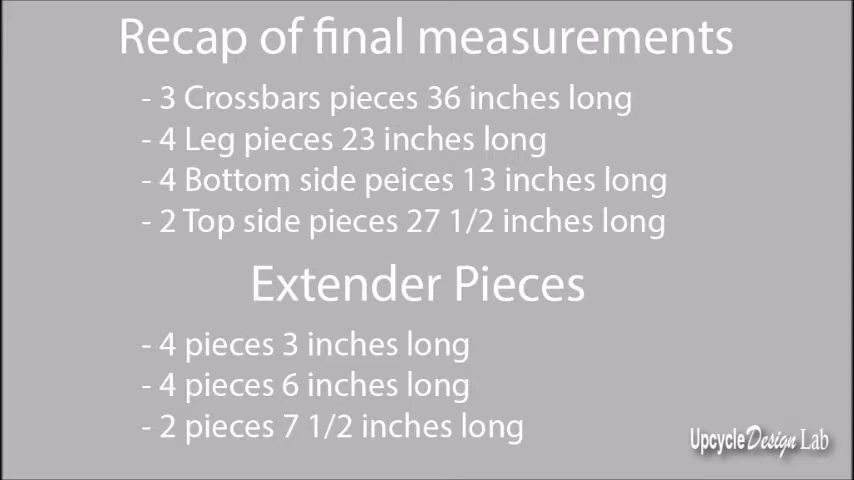 Recap of final measurements
- 3 Crossbars pieces 36 inches long
- 4 Leg pieces 23 inches long
- 4 Bottom side peices 13 inches long
- 2 Top side pieces 27 1/2 inches long
Extender Pieces
- 4 pieces 3 inches long
- 4 pieces 6 inches long
- 2 pieces 7 1/2 inches long
Upcycle Design Lab